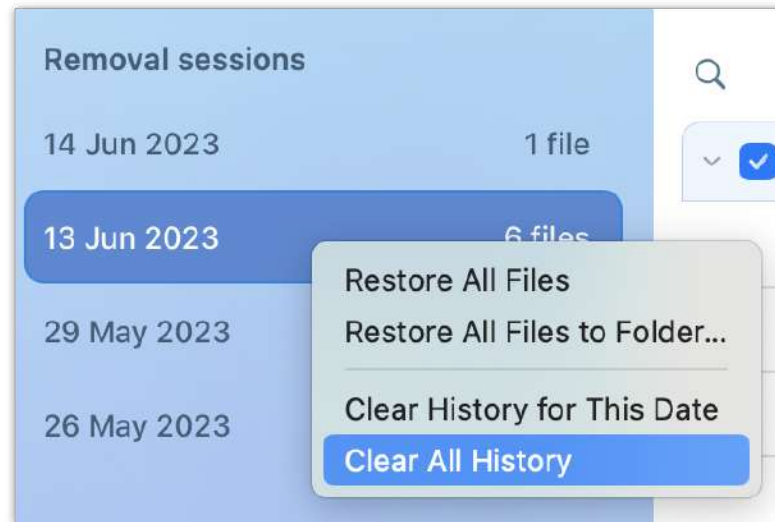 Removal sessions
14 Jun 2023 1 file
13 Jun 2023 6 files
Restore All Files
29 May 2023
Restore All Files to Folder...
Clear History for This Date
26 May 2023
Clear All History